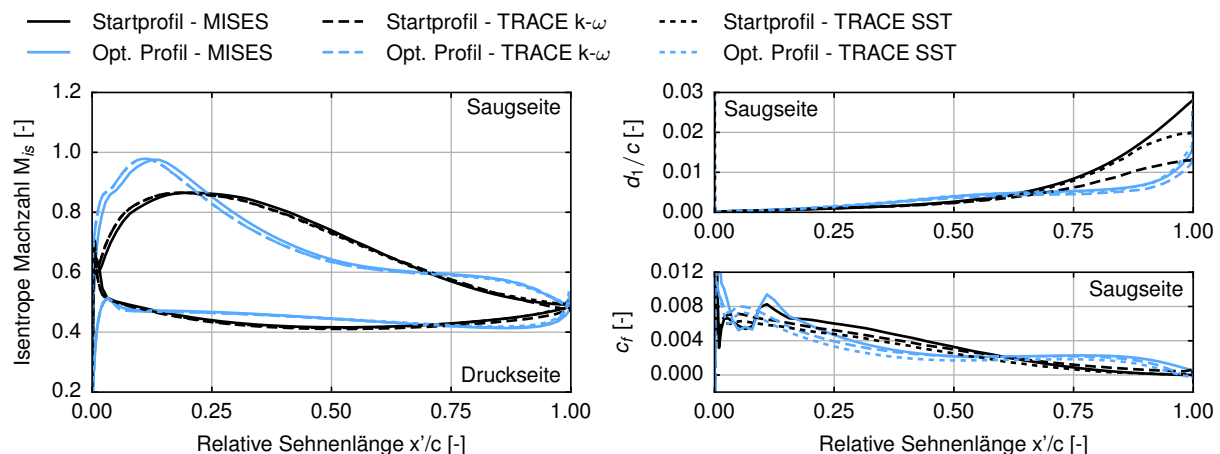 Startprofil - MISES
Startprofil - TRACE k-ω
Startprofil - TRACE SST
Opt. Profil - MISES
Opt. Profil - TRACE k-ω
Opt. Profil - TRACE SST
Isentrope Machzahl M_is [-]
1.2
1.0
0.8
0.6
0.4
0.2
Saugseite
Druckseite
0.00 0.25 0.50 0.75 1.00
Relative Sehnenlänge x'/c [-]
d_1/c [-]
0.03
0.02
0.01
0.00
Saugseite
0.00 0.25 0.50 0.75 1.00
c_f [-]
0.012
0.008
0.004
0.000
Saugseite
0.00 0.25 0.50 0.75 1.00
Relative Sehnenlänge x'/c [-]